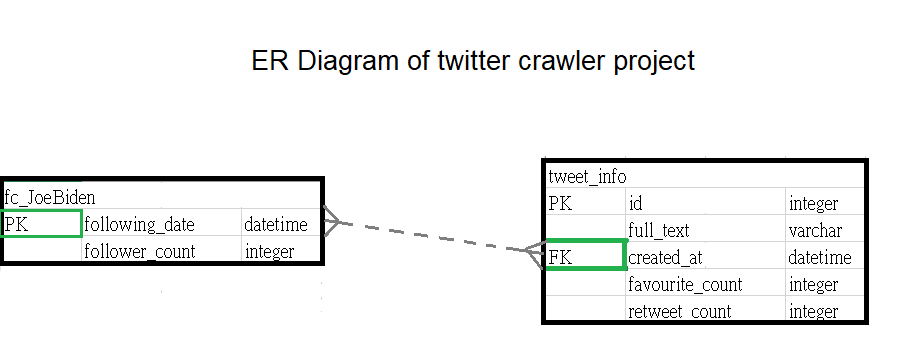 ER Diagram of twitter crawler project
fc_JoeBiden
PK following_date datetime
follower_count integer
tweet_info
PK id integer
full_text varchar
FK created_at datetime
favourite_count integer
retweet_count integer